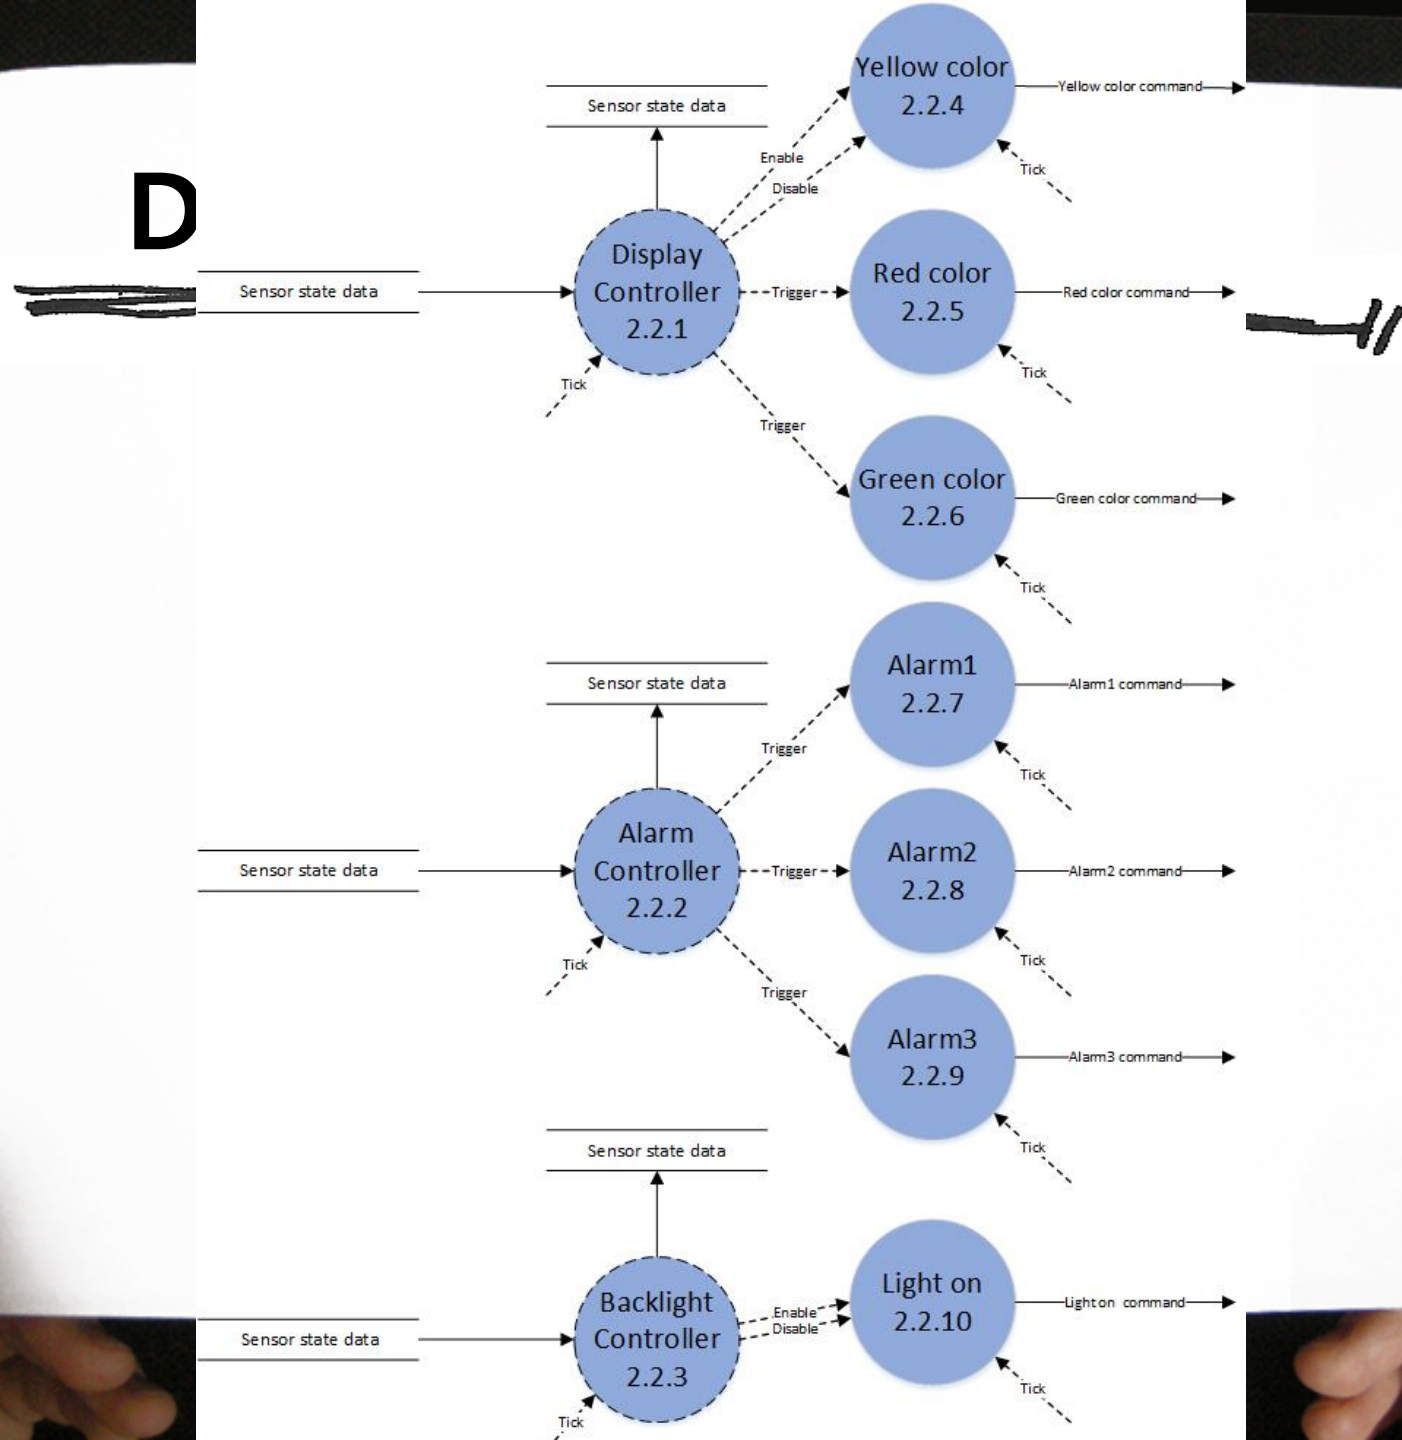 D
Yellow color
2.2.4
Yellow color command
Sensor state data
Enable
Disable
Tick
Display
Controller
2.2.1
Sensor state data
Trigger
Red color
2.2.5
Red color command
Tick
Tick
Trigger
Green color
2.2.6
Green color command
Tick
Sensor state data
Alarm1
2.2.7
Alarm1 command
Trigger
Tick
Sensor state data
Alarm
Controller
2.2.2
Trigger
Alarm2
2.2.8
Alarm2 command
Tick
Tick
Trigger
Alarm3
2.2.9
Alarm3 command
Tick
Sensor state data
Sensor state data
Backlight
Controller
2.2.3
Enable
Disable
Light on
2.2.10
Light on command
Tick
Tick